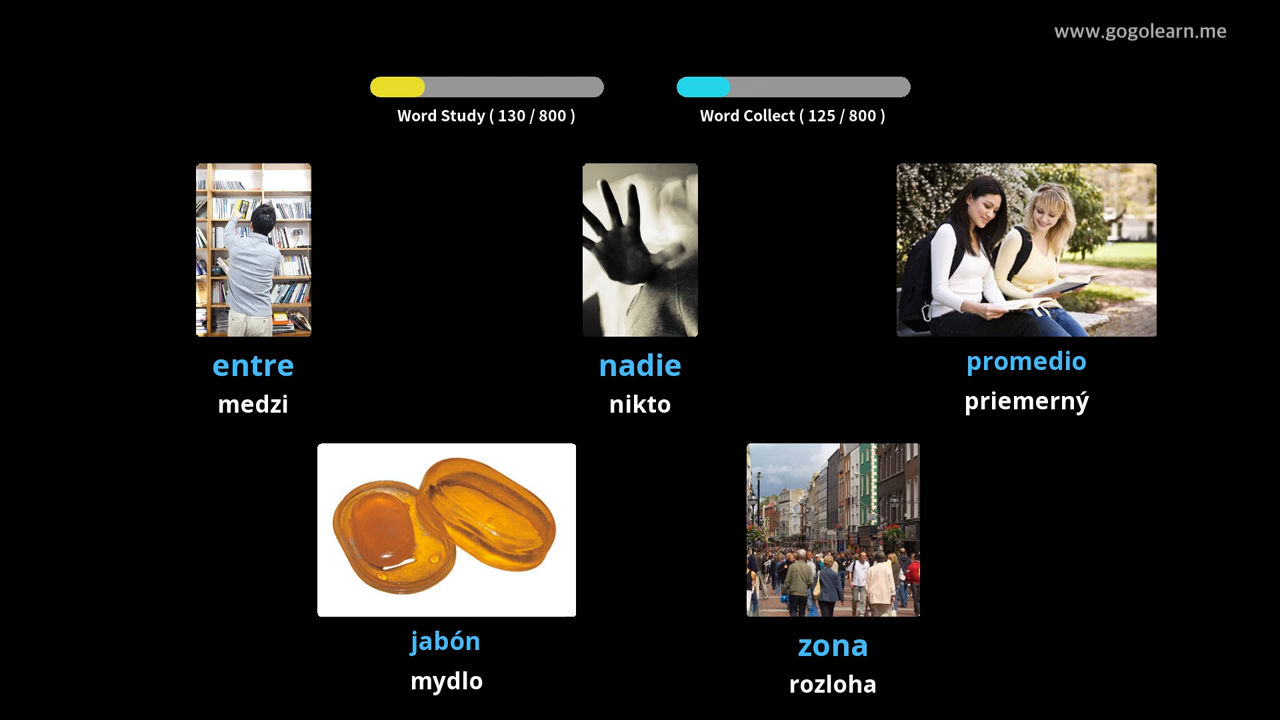 www.gogolearn.me
Word Study ( 130 / 800 )
Word Collect ( 125 / 800 )
entre
medzi
nadie
nikto
promedio
priemerný
jabón
mydlo
zona
rozloha